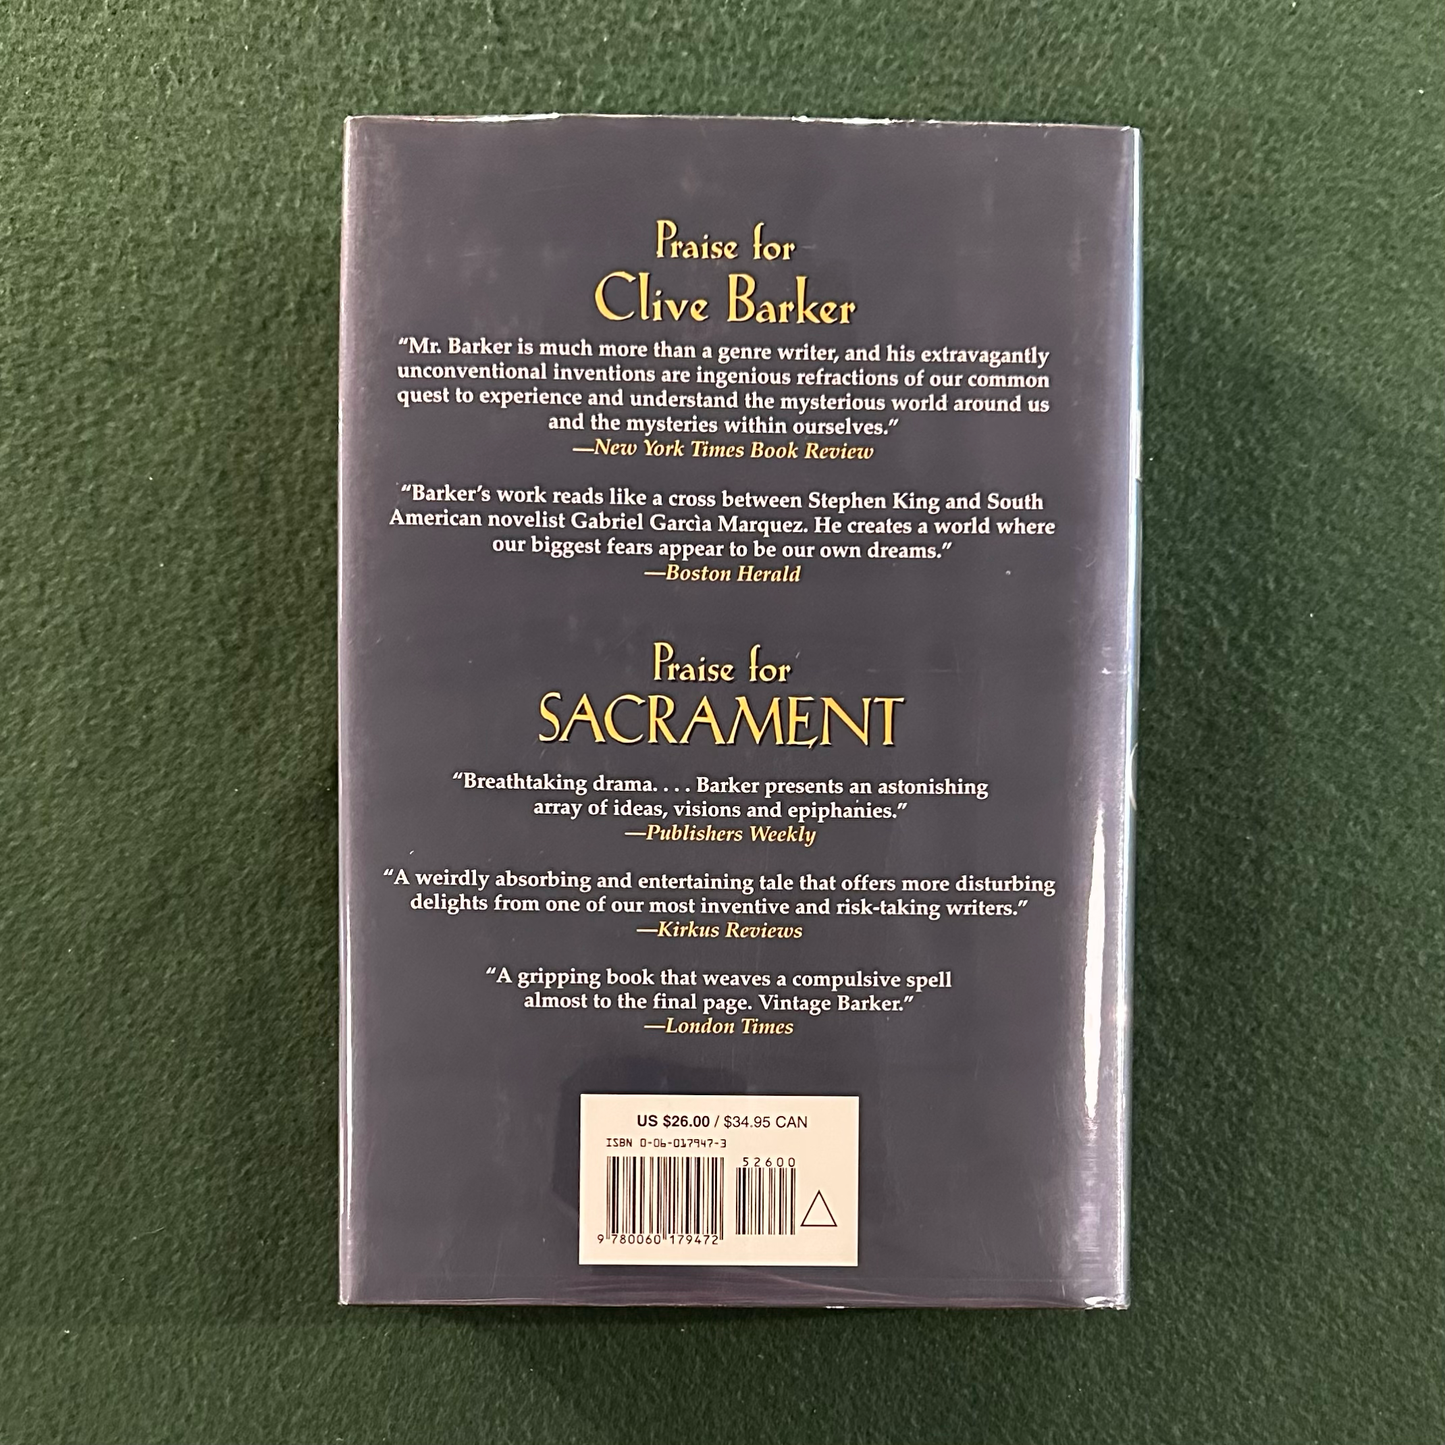 Praise for
Clive Barker
“Mr. Barker is much more than a genre writer, and his extravagantly
unconventional inventions are ingenious refractions of our common
quest to experience and understand the mysterious world around us
and the mysteries within ourselves.”
—New York Times Book Review
“Barker’s work reads like a cross between Stephen King and South
American novelist Gabriel Garcìa Marquez. He creates a world where
our biggest fears appear to be our own dreams.”
—Boston Herald
Praise for
SACRAMENT
“Breathtaking drama. . . . Barker presents an astonishing
array of ideas, visions and epiphanies.”
—Publishers Weekly
“A weirdly absorbing and entertaining tale that offers more disturbing
delights from one of our most inventive and risk-taking writers.”
—Kirkus Reviews
“A gripping book that weaves a compulsive spell
almost to the final page. Vintage Barker.”
—London Times
US $26.00 / $34.95 CAN
ISBN 0-06-017947-3
52600
9 780060 179472